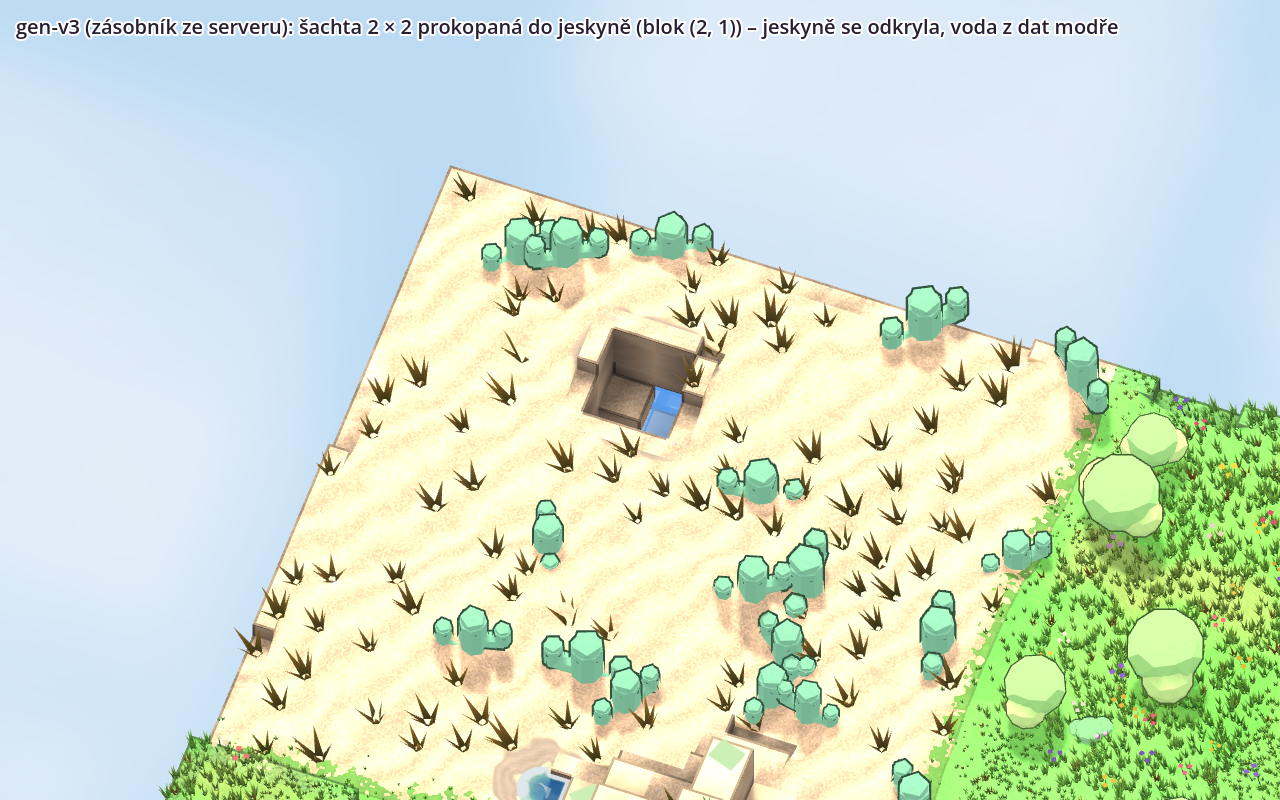 gen-v3 (zásobník ze serveru): šachta 2 × 2 prokopaná do jeskyně (blok (2, 1)) – jeskyně se odkryla, voda z dat modře